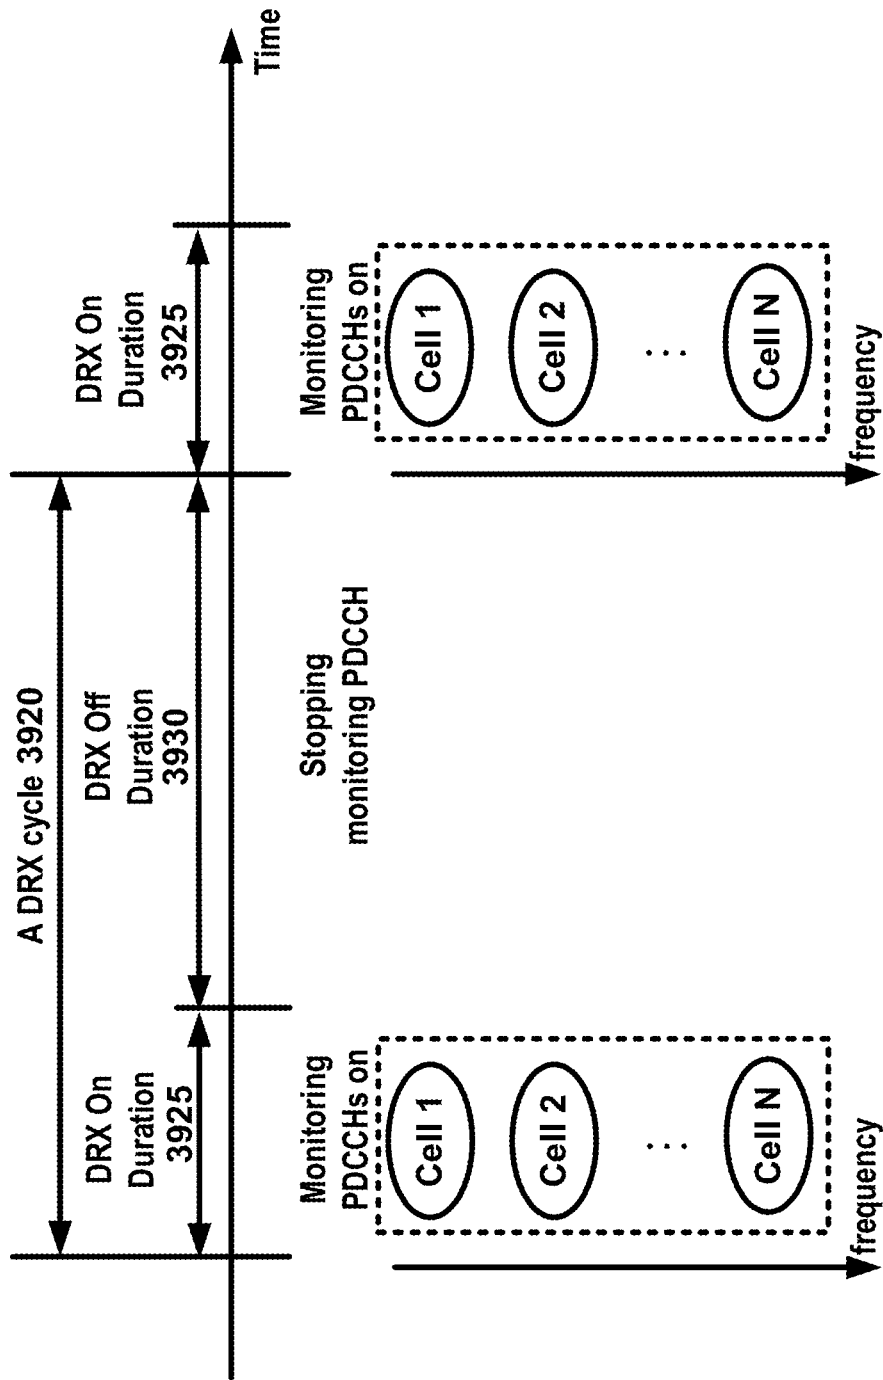 A DRX cycle 3920
DRX On
Duration
3925
DRX Off
Duration
3930
DRX On
Duration
3925
Time
Monitoring
PDCCHs on
Stopping
monitoring PDCCH
Monitoring
PDCCHs on
Cell 1
Cell 2
. . .
Cell N
frequency
Cell 1
Cell 2
. . .
Cell N
frequency